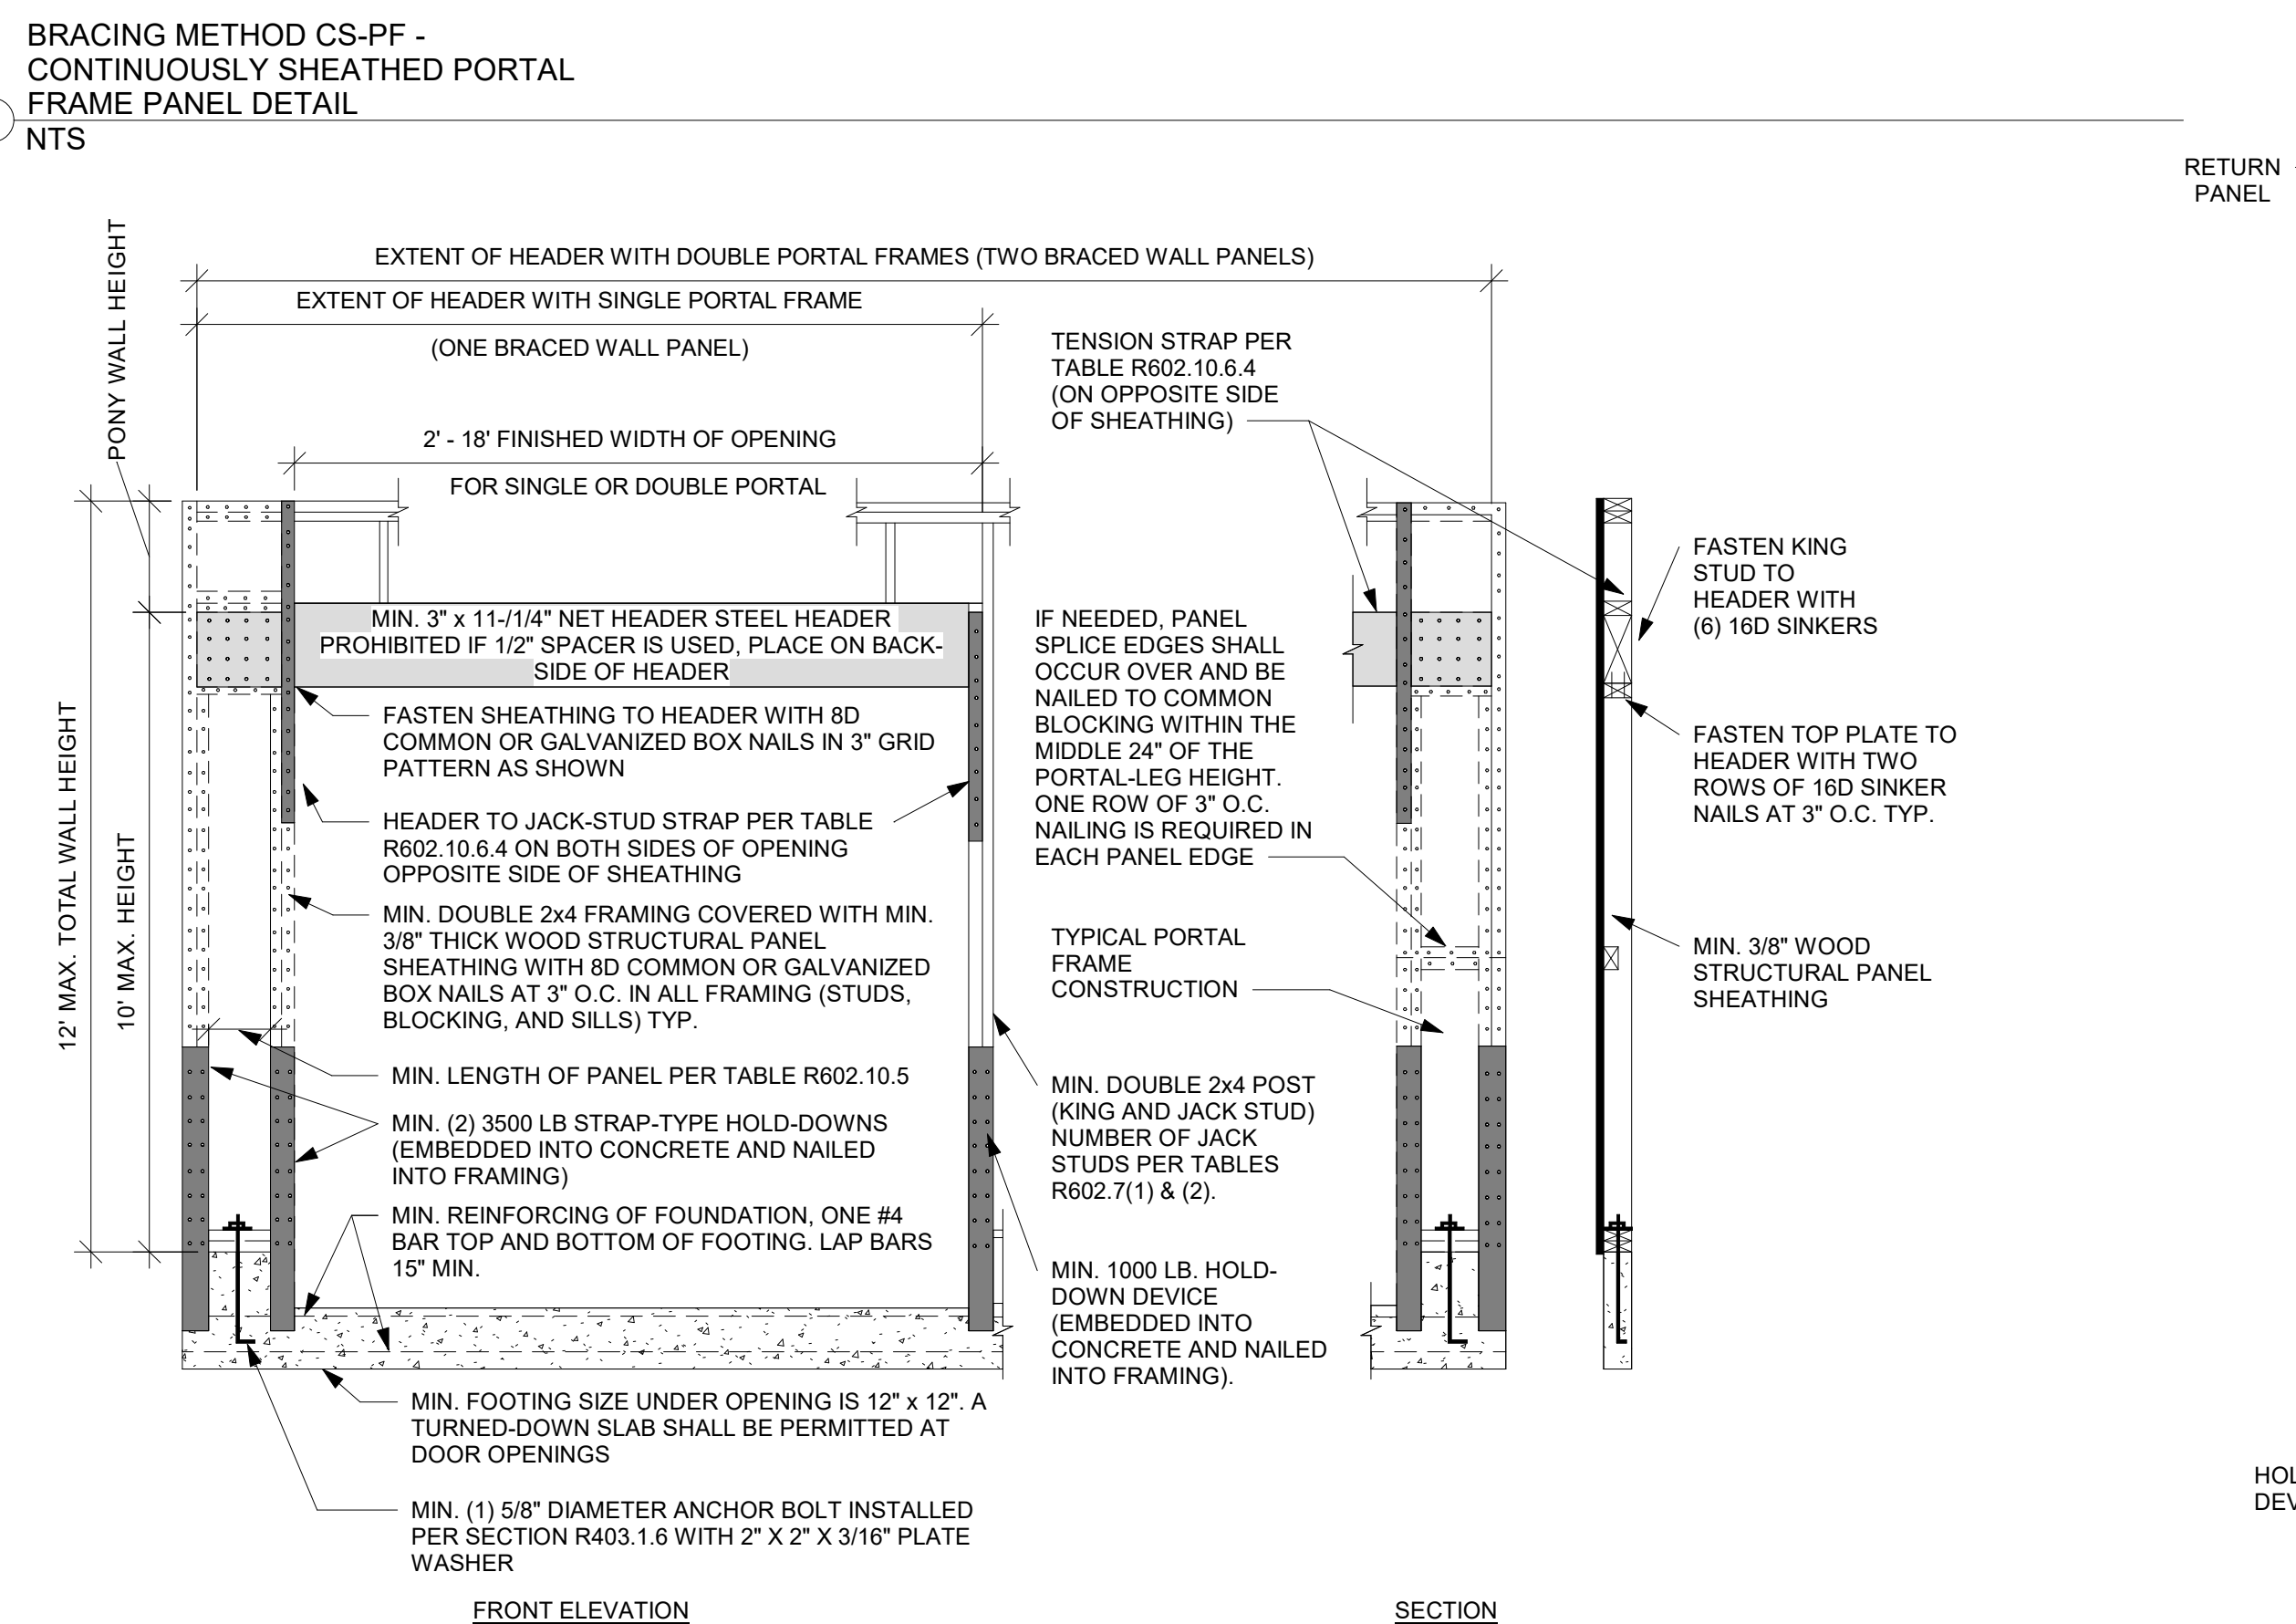 BRACING METHOD CS-PF -
CONTINUOUSLY SHEATHED PORTAL
FRAME PANEL DETAIL
NTS
RETURN
PANEL
PONY WALL HEIGHT
EXTENT OF HEADER WITH DOUBLE PORTAL FRAMES (TWO BRACED WALL PANELS)
EXTENT OF HEADER WITH SINGLE PORTAL FRAME
(ONE BRACED WALL PANEL)
2' - 18' FINISHED WIDTH OF OPENING
FOR SINGLE OR DOUBLE PORTAL
12' MAX. TOTAL WALL HEIGHT
10' MAX. HEIGHT
MIN. 3" x 11-/1/4" NET HEADER STEEL HEADER
PROHIBITED IF 1/2" SPACER IS USED, PLACE ON BACK-
SIDE OF HEADER
FASTEN SHEATHING TO HEADER WITH 8D
COMMON OR GALVANIZED BOX NAILS IN 3" GRID
PATTERN AS SHOWN
HEADER TO JACK-STUD STRAP PER TABLE
R602.10.6.4 ON BOTH SIDES OF OPENING
OPPOSITE SIDE OF SHEATHING
MIN. DOUBLE 2x4 FRAMING COVERED WITH MIN.
3/8" THICK WOOD STRUCTURAL PANEL
SHEATHING WITH 8D COMMON OR GALVANIZED
BOX NAILS AT 3" O.C. IN ALL FRAMING (STUDS,
BLOCKING, AND SILLS) TYP.
MIN. LENGTH OF PANEL PER TABLE R602.10.5
MIN. (2) 3500 LB STRAP-TYPE HOLD-DOWNS
(EMBEDDED INTO CONCRETE AND NAILED
INTO FRAMING)
MIN. REINFORCING OF FOUNDATION, ONE #4
BAR TOP AND BOTTOM OF FOOTING. LAP BARS
15" MIN.
MIN. FOOTING SIZE UNDER OPENING IS 12" x 12". A
TURNED-DOWN SLAB SHALL BE PERMITTED AT
DOOR OPENINGS
MIN. (1) 5/8" DIAMETER ANCHOR BOLT INSTALLED
PER SECTION R403.1.6 WITH 2" X 2" X 3/16" PLATE
WASHER
FRONT ELEVATION
TENSION STRAP PER
TABLE R602.10.6.4
(ON OPPOSITE SIDE
OF SHEATHING)
IF NEEDED, PANEL
SPLICE EDGES SHALL
OCCUR OVER AND BE
NAILED TO COMMON
BLOCKING WITHIN THE
MIDDLE 24" OF THE
PORTAL-LEG HEIGHT.
ONE ROW OF 3" O.C.
NAILING IS REQUIRED IN
EACH PANEL EDGE
TYPICAL PORTAL
FRAME
CONSTRUCTION
MIN. DOUBLE 2x4 POST
(KING AND JACK STUD)
NUMBER OF JACK
STUDS PER TABLES
R602.7(1) & (2).
MIN. 1000 LB. HOLD-
DOWN DEVICE
(EMBEDDED INTO
CONCRETE AND NAILED
INTO FRAMING).
FASTEN KING
STUD TO
HEADER WITH
(6) 16D SINKERS
FASTEN TOP PLATE TO
HEADER WITH TWO
ROWS OF 16D SINKER
NAILS AT 3" O.C. TYP.
MIN. 3/8" WOOD
STRUCTURAL PANEL
SHEATHING
SECTION